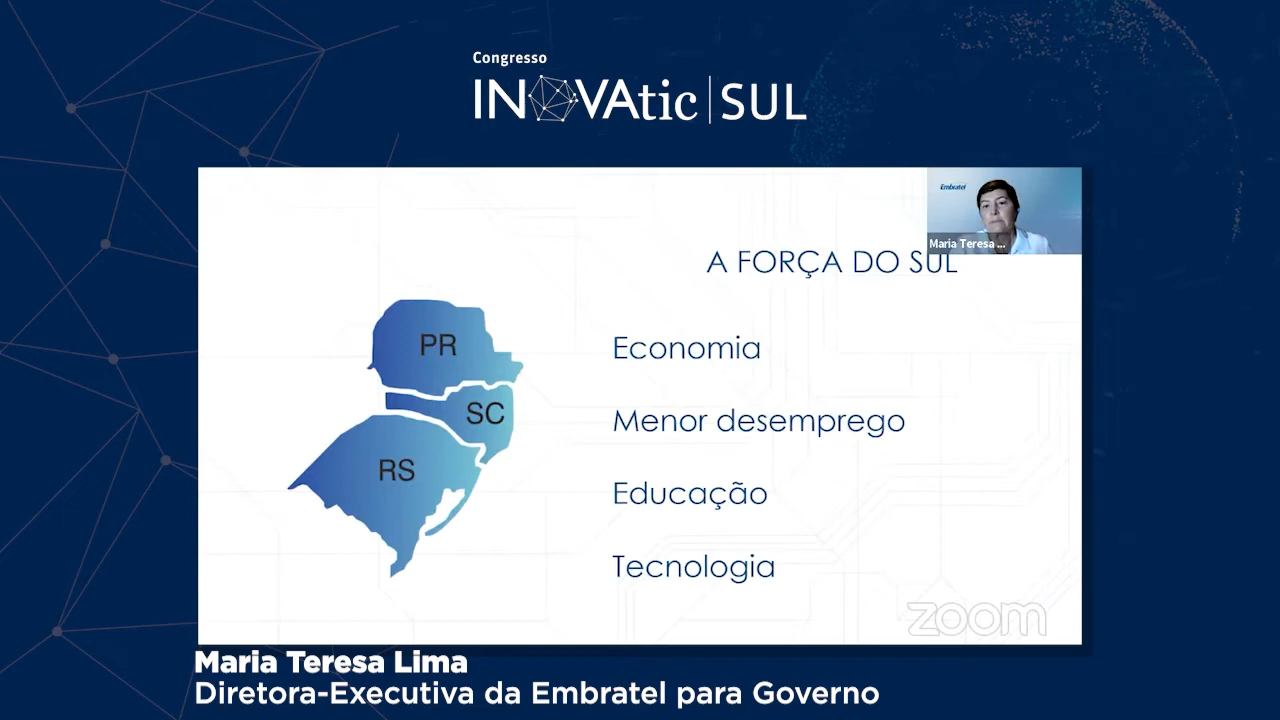 Congresso
INOVAtic|SUL
Embratel
Maria Teresa ...
A FORÇA DO SUL
PR
SC
RS
Economia
Menor desemprego
Educação
Tecnologia
zoom
Maria Teresa Lima
Diretora-Executiva da Embratel para Governo